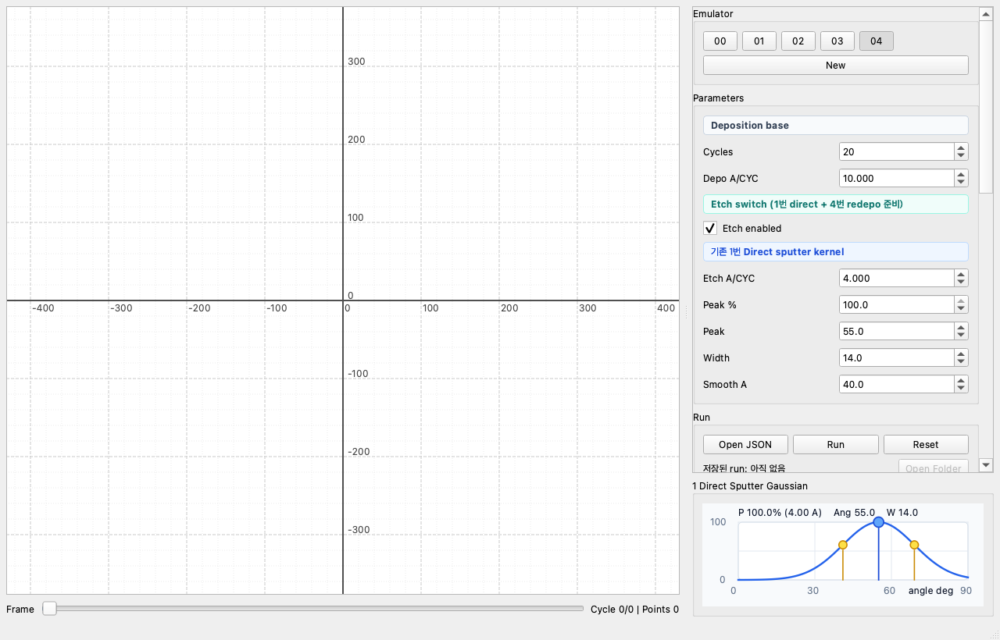 Emulator
00 01 02 03 04
New
Parameters
Deposition base
Cycles 20
Depo A/CYC 10.000
Etch switch (1번 direct + 4번 redepo 준비)
Etch enabled
기존 1번 Direct sputter kernel
Etch A/CYC 4.000
Peak % 100.0
Peak 55.0
Width 14.0
Smooth A 40.0
Run
Open JSON Run Reset
저장된 run: 아직 없음 Open Folder
1 Direct Sputter Gaussian
P 100.0% (4.00 A) Ang 55.0 W 14.0
100
0
0 30 60 angle deg 90
300
200
100
0
-400 -300 -200 -100 0 100 200 300 400
-100
-200
-300
Frame Cycle 0/0 | Points 0